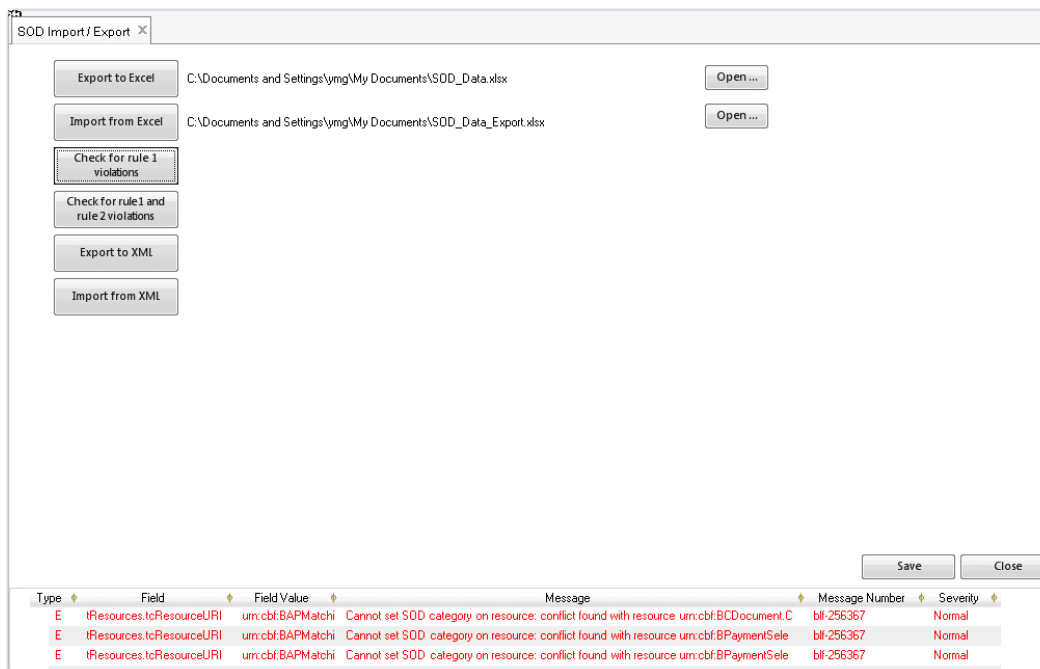 SOD Import / Export X
Export to Excel C:\Documents and Settings\ymg\My Documents\SOD_Data.xlsx Open ...
Import from Excel C:\Documents and Settings\ymg\My Documents\SOD_Data_Export.xlsx Open ...
Check for rule 1
violations
Check for rule1 and
rule 2 violations
Export to XML
Import from XML
Save Close
Type Field Field Value Message Message Number Severity
E tResources.tcResourceURI urn:cbf:BAPMatchi Cannot set SOD category on resource: conflict found with resource urn:cbf:BCDocument.C blf-256367 Normal
E tResources.tcResourceURI urn:cbf:BAPMatchi Cannot set SOD category on resource: conflict found with resource urn:cbf:BPaymentSele blf-256367 Normal
E tResources.tcResourceURI urn:cbf:BAPMatchi Cannot set SOD category on resource: conflict found with resource urn:cbf:BPaymentSele blf-256367 Normal